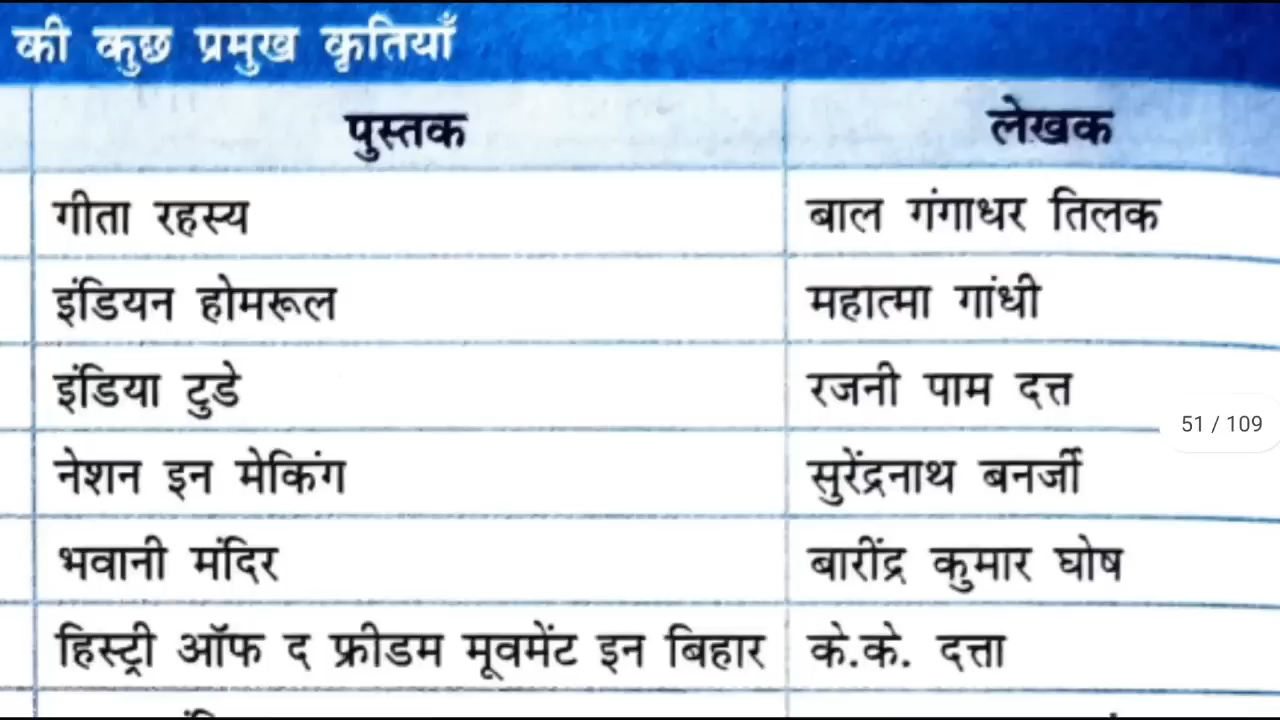 की कुछ प्रमुख कृतियाँ
पुस्तक लेखक
गीता रहस्य बाल गंगाधर तिलक
इंडियन होमरूल महात्मा गांधी
इंडिया टुडे रजनी पाम दत्त
51 / 109
नेशन इन मेकिंग सुरेंद्रनाथ बनर्जी
भवानी मंदिर बारींद्र कुमार घोष
हिस्ट्री ऑफ द फ्रीडम मूवमेंट इन बिहार के.के. दत्ता